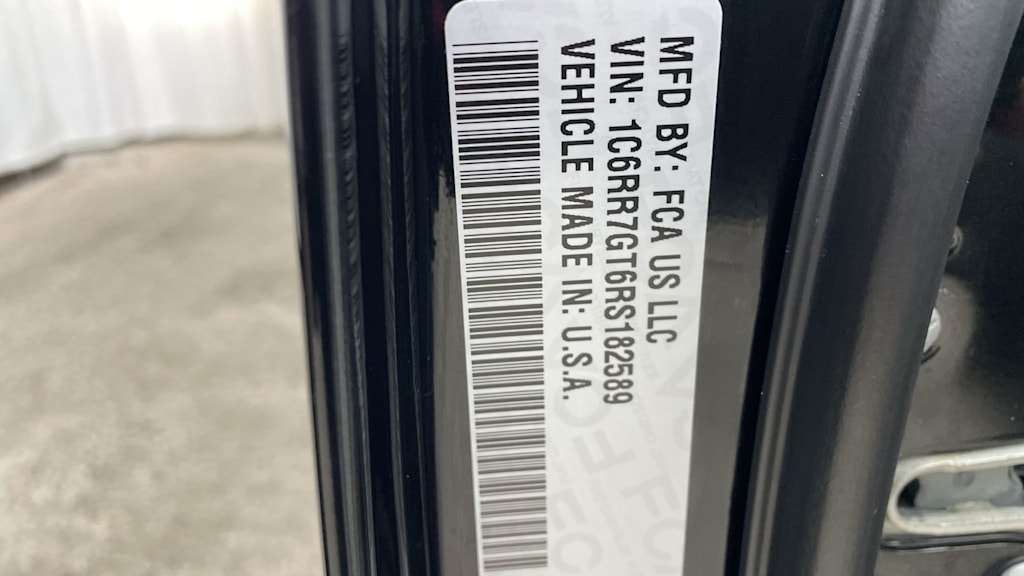 MFD BY: FCA US LLC
VIN: 1C6RR7GT6RS182589
VEHICLE MADE IN: U.S.A.